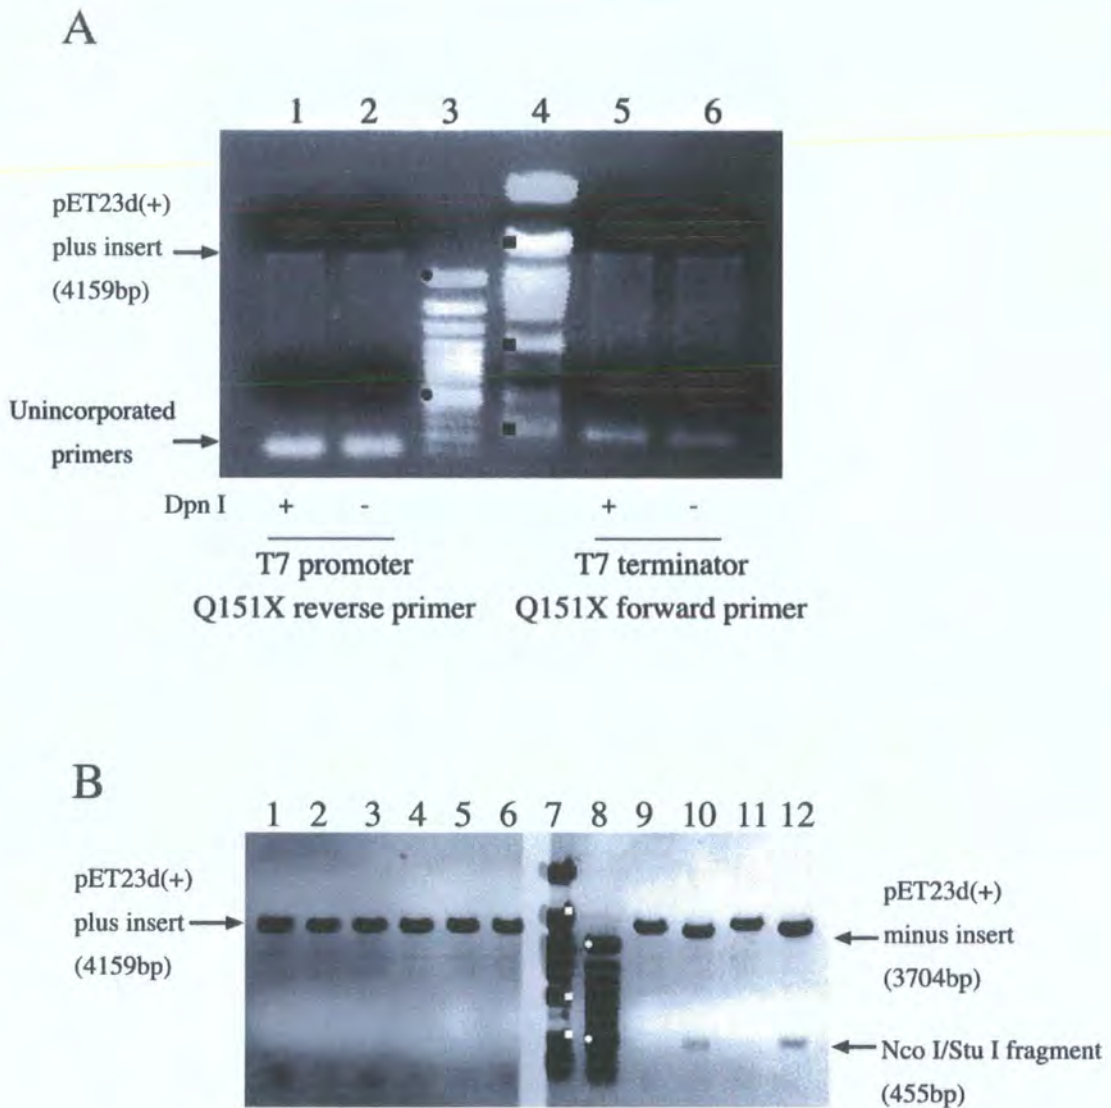 A
1 2 3 4 5 6
pET23d(+)
plus insert
(4159bp)
Unincorporated
primers
Dpn I + - + -
T7 promoter T7 terminator
Q151X reverse primer Q151X forward primer
B
1 2 3 4 5 6 7 8 9 10 11 12
pET23d(+)
plus insert
(4159bp)
pET23d(+)
minus insert
(3704bp)
Nco I/Stu I fragment
(455bp)